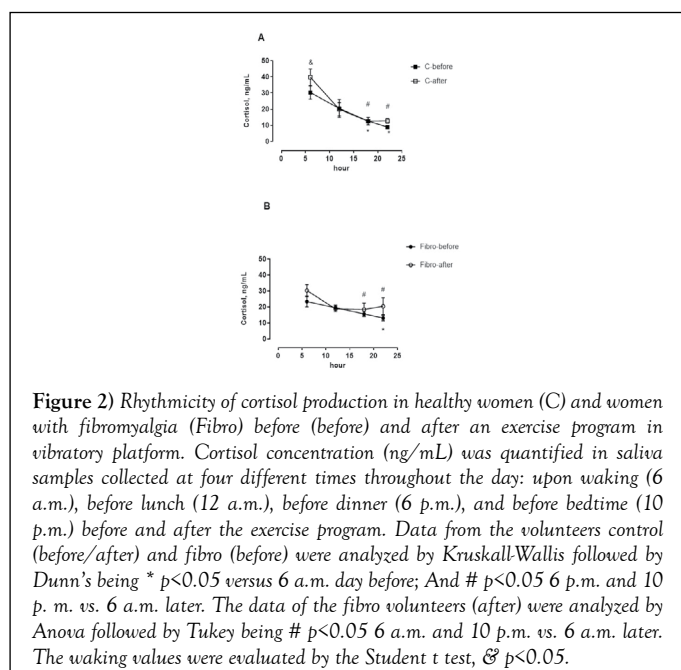 A
&
C-before
C-after
Cortisol, ng/mL
50
40
30
20
10
0
# #
* *
0 5 10 15 20 25
hour
B
Fibro-before
Fibro-after
Cortisol, ng/mL
50
40
30
20
10
0
# #
*
0 5 10 15 20 25
hour
Figure 2) Rhythmicity of cortisol production in healthy women (C) and women
with fibromyalgia (Fibro) before (before) and after an exercise program in
vibratory platform. Cortisol concentration (ng/mL) was quantified in saliva
samples collected at four different times throughout the day: upon waking (6
a.m.), before lunch (12 a.m.), before dinner (6 p.m.), and before bedtime (10
p.m.) before and after the exercise program. Data from the volunteers control
(before/after) and fibro (before) were analyzed by Kruskall-Wallis followed by
Dunn's being * p<0.05 versus 6 a.m. day before; And # p<0.05 6 p.m. and 10
p. m. vs. 6 a.m. later. The data of the fibro volunteers (after) were analyzed by
Anova followed by Tukey being # p<0.05 6 a.m. and 10 p.m. vs. 6 a.m. later.
The waking values were evaluated by the Student t test, & p<0.05.